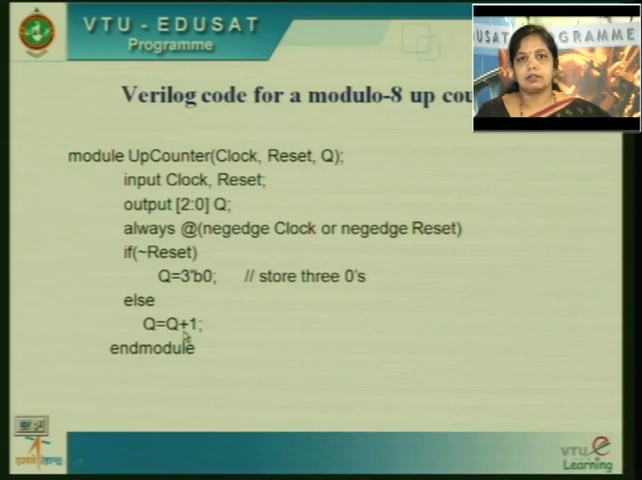 VTU - EDUSAT
Programme
EDUSAT PROGRAMME
Verilog code for a modulo-8 up cou
module UpCounter(Clock, Reset, Q);
input Clock, Reset;
output [2:0] Q;
always @(negedge Clock or negedge Reset)
if(~Reset)
Q=3'b0; // store three 0's
else
Q=Q+1;
endmodule
VTU e
Learning